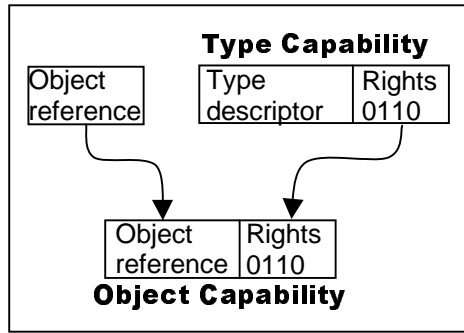 Type Capability
Object
reference
Type
descriptor
Rights
0110
Object
reference
Rights
0110
Object Capability